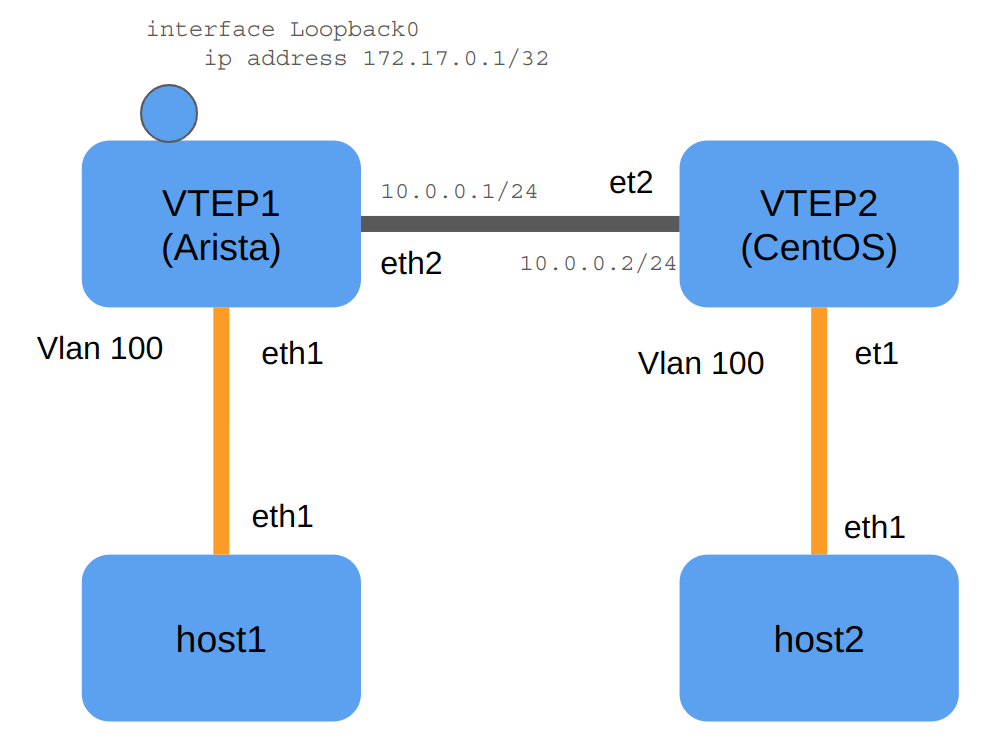 interface Loopback0
ip address 172.17.0.1/32
VTEP1
(Arista)
10.0.0.1/24
et2
eth2
10.0.0.2/24
VTEP2
(CentOS)
Vlan 100
eth1
Vlan 100
et1
eth1
eth1
host1
host2